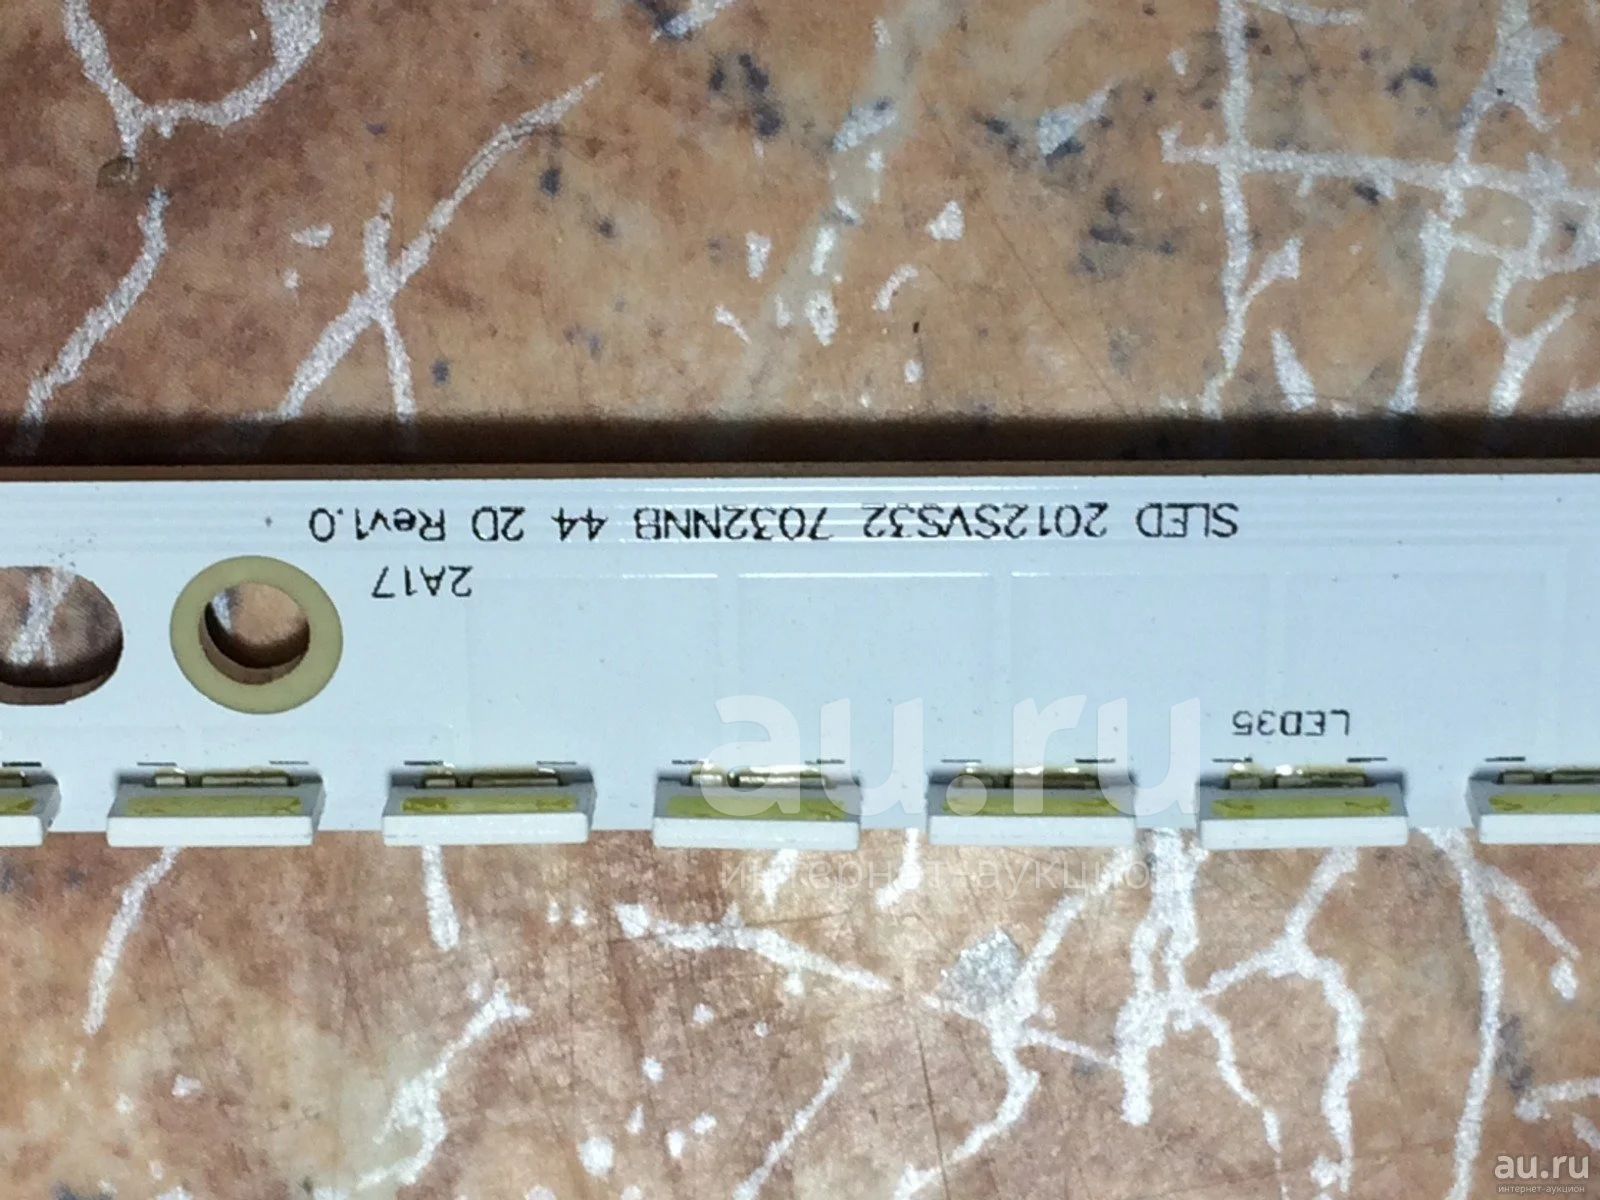 SLED 2012SVS32 7032NNB 44 2D Rev1.0
2A17
LED35
au.ru
интернет-аукцион
au.ru
интернет-аукцион